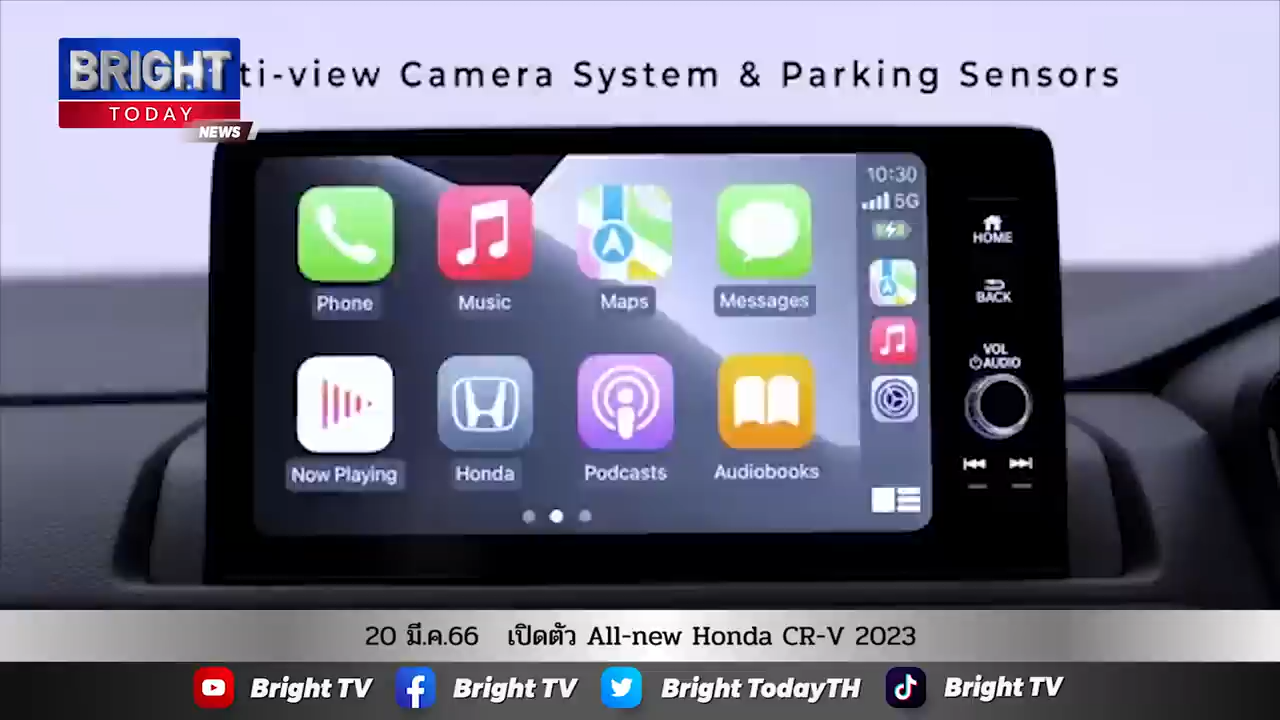 BRIGHT
TODAY
NEWS
ti-view Camera System & Parking Sensors
10:30
5G
Phone
Music
Maps
Messages
Now Playing
Honda
Podcasts
Audiobooks
HOME
BACK
VOL
AUDIO
20 มี.ค.66 เปิดตัว All-new Honda CR-V 2023
Bright TV
Bright TV
Bright TodayTH
Bright TV